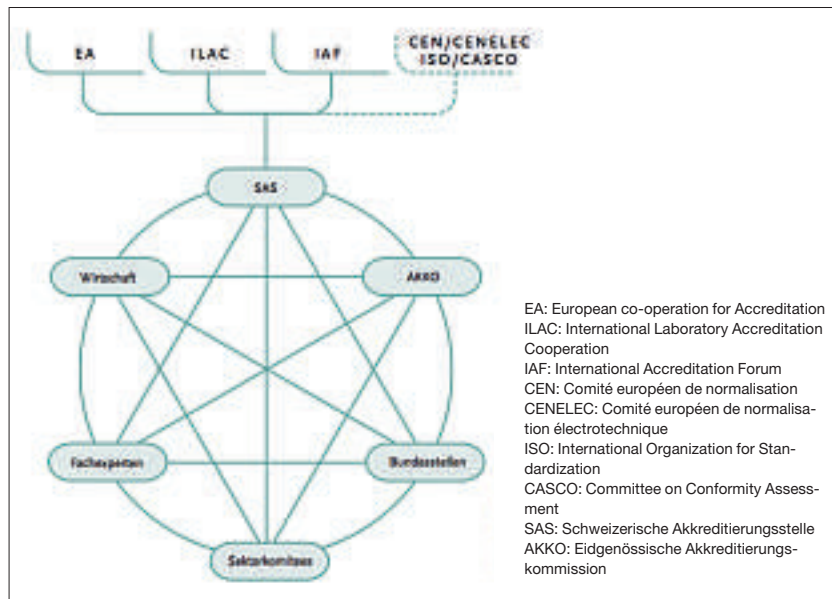 EA
ILAC
IAF
CEN/CENELEC
ISO/CASCO
SAS
Wirtschaft
AKKO
Fachexperten
Bundesstellen
Sektorkomitees
EA: European co-operation for Accreditation
ILAC: International Laboratory Accreditation
Cooperation
IAF: International Accreditation Forum
CEN: Comité européen de normalisation
CENELEC: Comité européen de normalisa-
tion électrotechnique
ISO: International Organization for Stan-
dardization
CASCO: Committee on Conformity Assess-
ment
SAS: Schweizerische Akkreditierungsstelle
AKKO: Eidgenössische Akkreditierungs-
kommission